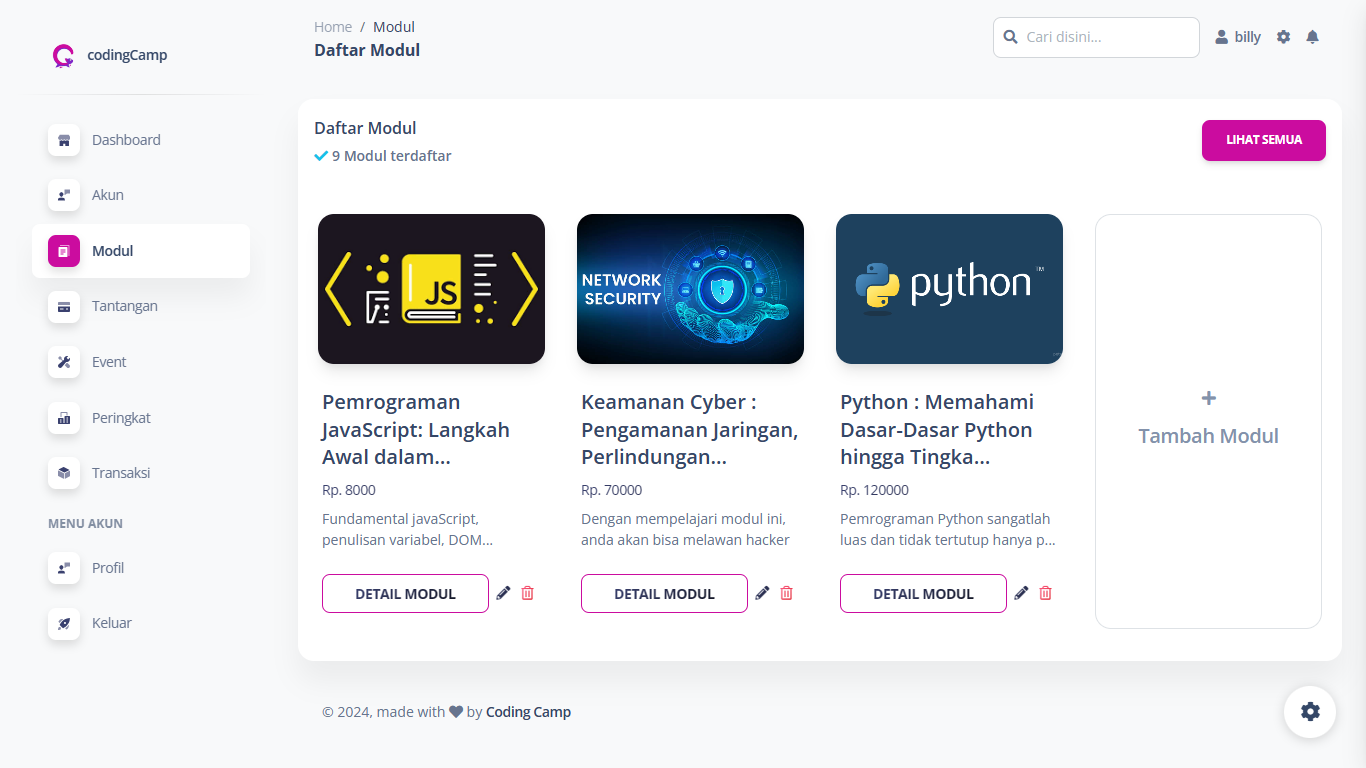 codingCamp
Dashboard
Akun
Modul
Tantangan
Event
Peringkat
Transaksi
MENU AKUN
Profil
Keluar
Home / Modul
Daftar Modul
Cari disini...
billy
Daftar Modul
9 Modul terdaftar
LIHAT SEMUA
JS
NETWORK
SECURITY
python™
Pemrograman
JavaScript: Langkah
Awal dalam...
Rp. 8000
Fundamental javaScript,
penulisan variabel, DOM...
DETAIL MODUL
Keamanan Cyber :
Pengamanan Jaringan,
Perlindungan...
Rp. 70000
Dengan mempelajari modul ini,
anda akan bisa melawan hacker
DETAIL MODUL
Python : Memahami
Dasar-Dasar Python
hingga Tingka...
Rp. 120000
Pemrograman Python sangatlah
luas dan tidak tertutup hanya p...
DETAIL MODUL
+
Tambah Modul
© 2024, made with ♥ by Coding Camp